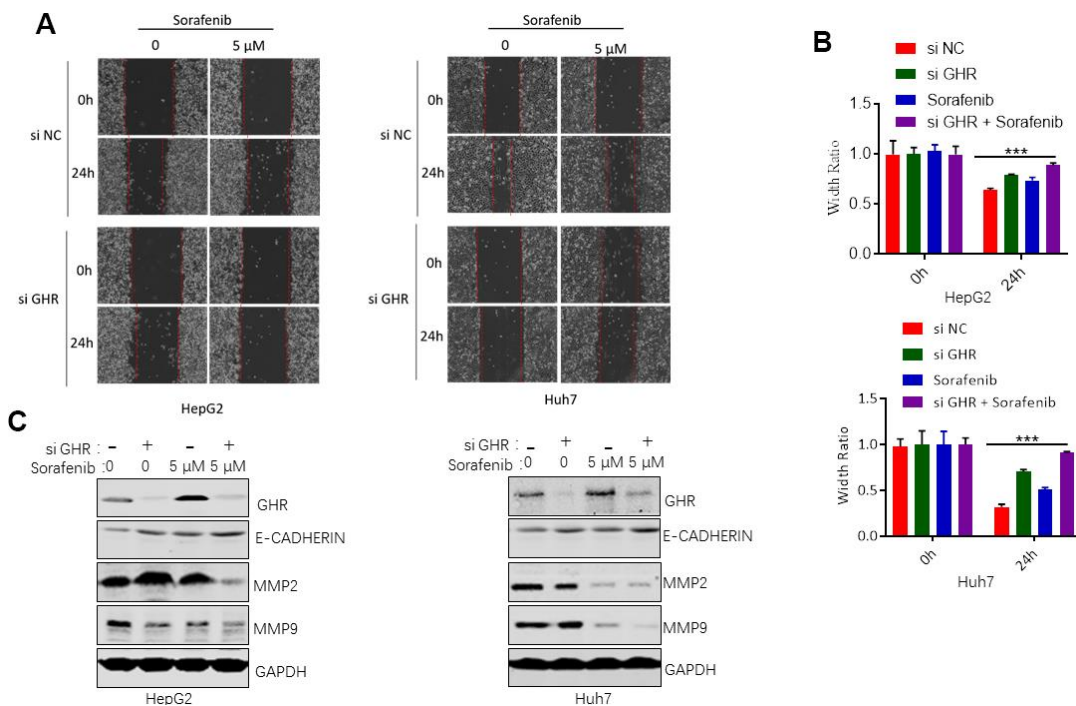 A
Sorafenib
0 5 μM
si NC
0h
24h
si GHR
0h
24h
HepG2
Sorafenib
0 5 μM
si NC
0h
24h
si GHR
0h
24h
Huh7
B
si NC
si GHR
Sorafenib
si GHR + Sorafenib
Width Ratio
1.5
1.0
0.5
0.0
***
0h
24h
HepG2
si NC
si GHR
Sorafenib
si GHR + Sorafenib
Width Ratio
1.5
1.0
0.5
0.0
***
0h
24h
Huh7
C
si GHR : - + - +
Sorafenib :0 0 5 μM 5 μM
GHR
E-CADHERIN
MMP2
MMP9
GAPDH
HepG2
si GHR : - + - +
Sorafenib :0 0 5 μM 5 μM
GHR
E-CADHERIN
MMP2
MMP9
GAPDH
Huh7